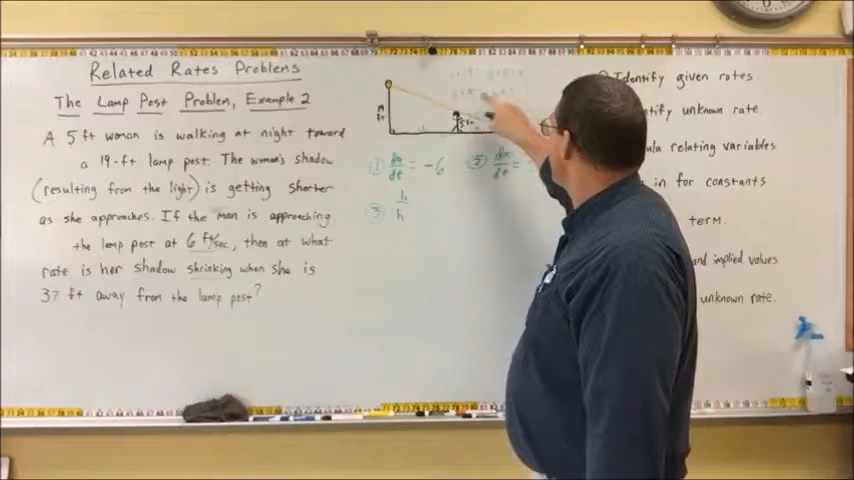 Related Rates Problems
The Lamp Post Problem, Example 2
A 5 ft woman is walking at night toward
a 19-ft lamp post. The woman's shadow
(resulting from the light) is getting shorter
as she approaches. If the man is approaching
the lamp post at 6 ft/sec, then at what
rate is her shadow shrinking when she is
37 ft away from the lamp post?
19
ft
① da/dt = -6
② dx/dt =
③ b
h
Identify given rates.
unknown rate.
relating variables
in for constants
term.
and implied values
unknown rate.